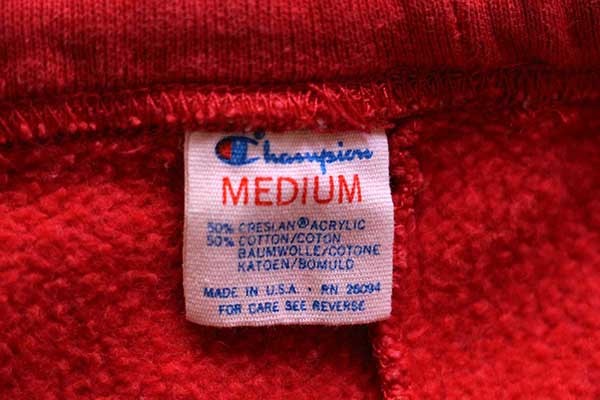 Champion
MEDIUM
50% CRESLAN® ACRYLIC
50% COTTON/COTON
BAUMWOLLE/COTONE
KATOEN/BOMULD
MADE IN U.S.A. • RN 26094
FOR CARE SEE REVERSE